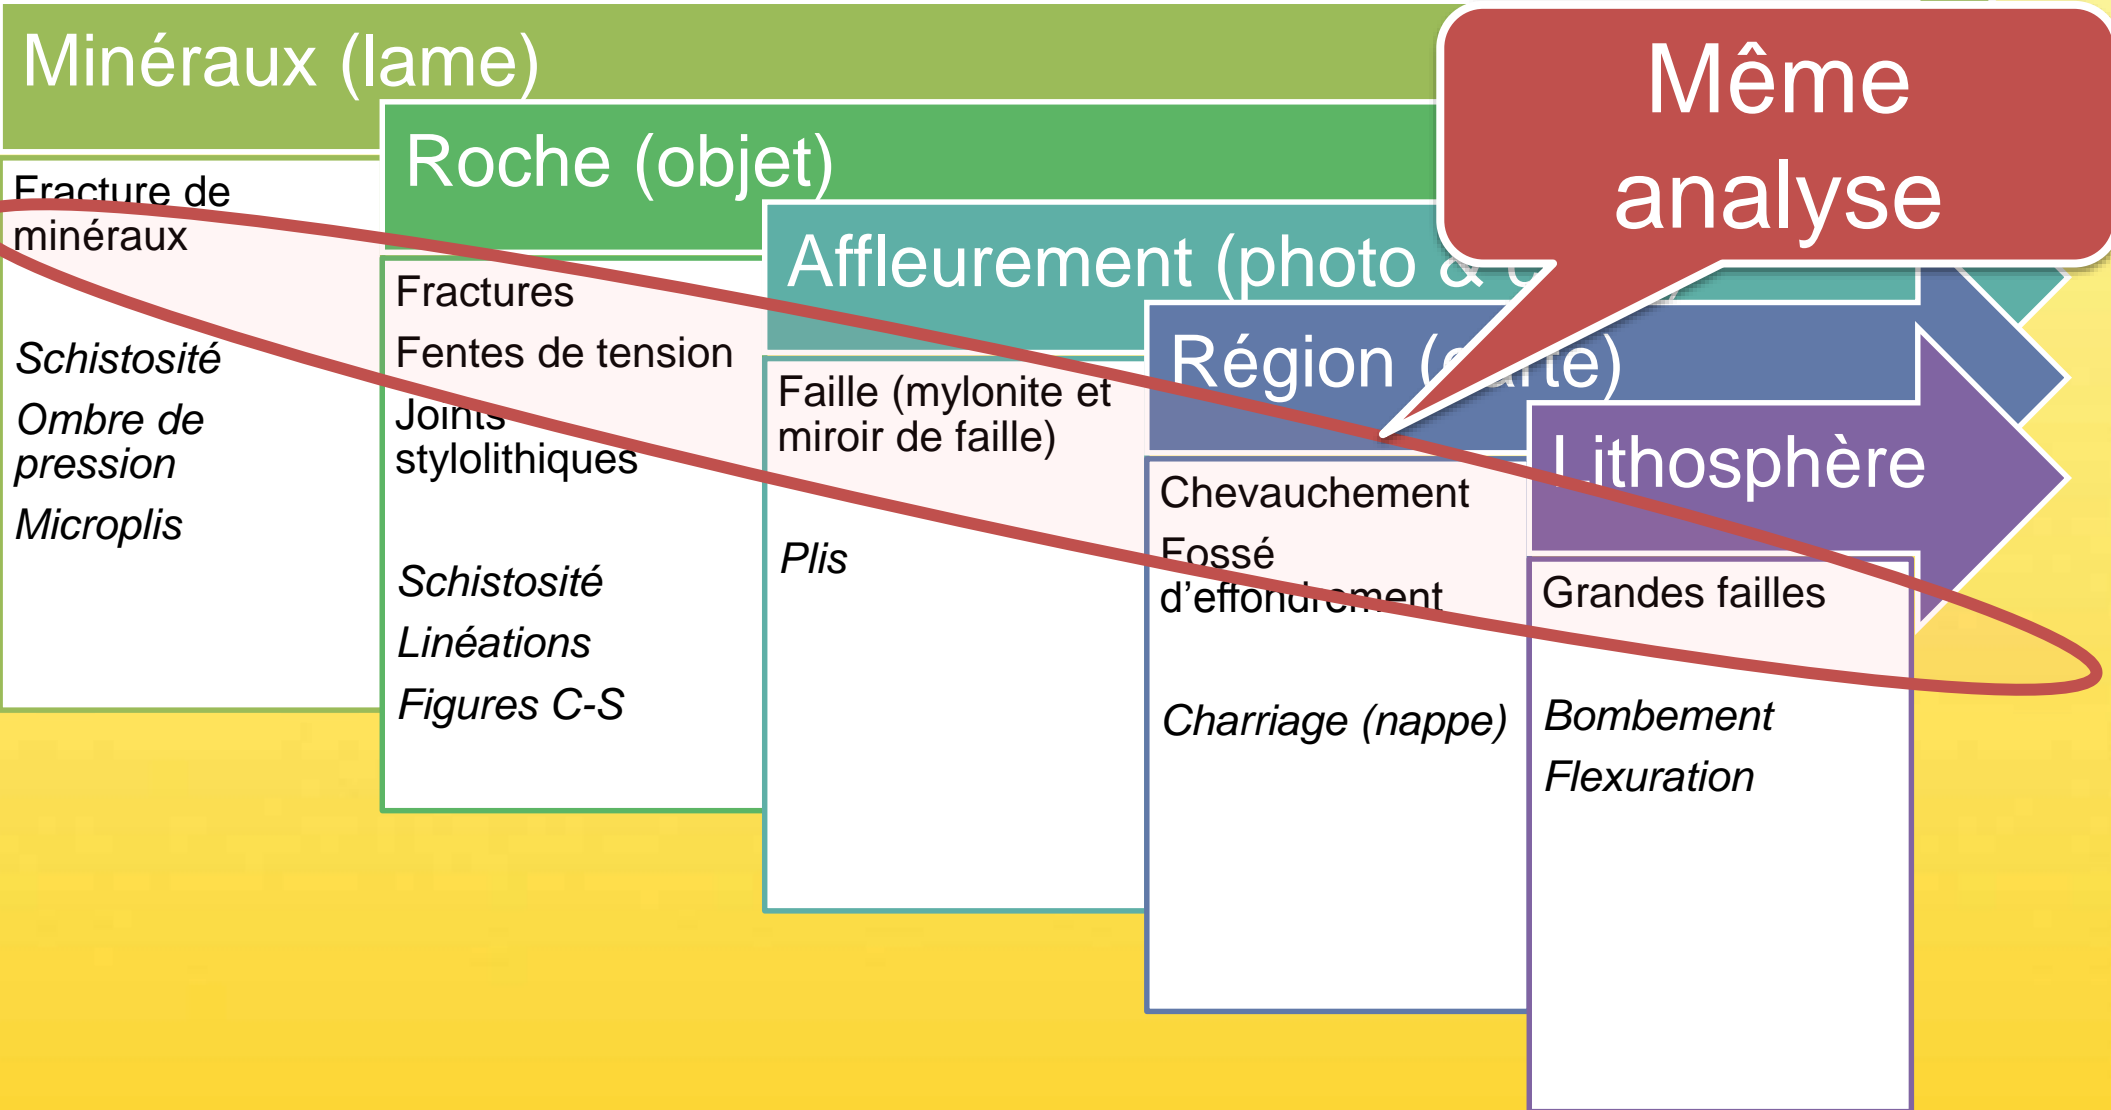 Minéraux (lame)
Fracture de
minéraux
Schistosité
Ombre de
pression
Microplis
Roche (objet)
Fractures
Fentes de tension
Joints
stylolithiques
Schistosité
Linéations
Figures C-S
Affleurement (photo &
Faille (mylonite et
miroir de faille)
Plis
Région (carte)
Chevauchement
Fossé
d’effondrement
Charriage (nappe)
Lithosphère
Grandes failles
Bombement
Flexuration
Même
analyse